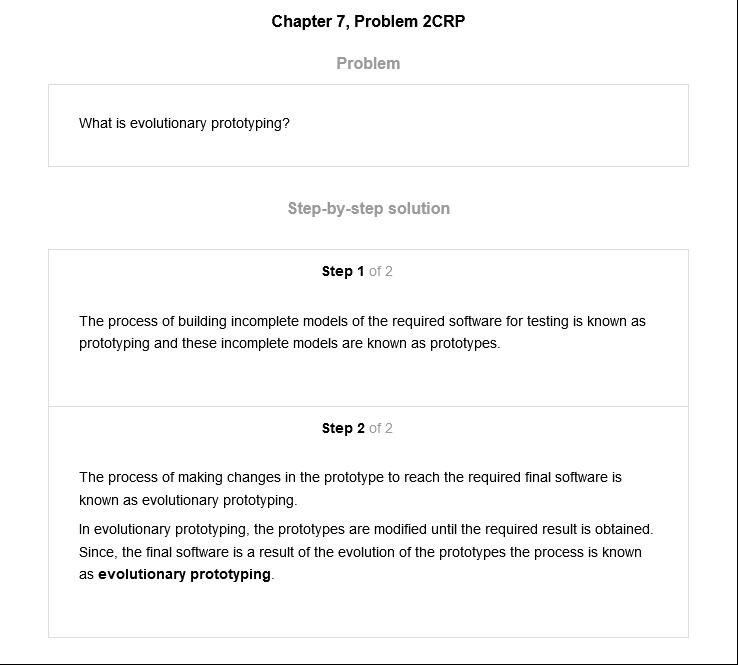 Chapter 7, Problem 2CRP
Problem
What is evolutionary prototyping?
Step-by-step solution
Step 1 of 2
The process of building incomplete models of the required software for testing is known as
prototyping and these incomplete models are known as prototypes.
Step 2 of 2
The process of making changes in the prototype to reach the required final software is
known as evolutionary prototyping.
In evolutionary prototyping, the prototypes are modified until the required result is obtained.
Since, the final software is a result of the evolution of the prototypes the process is known
as evolutionary prototyping.